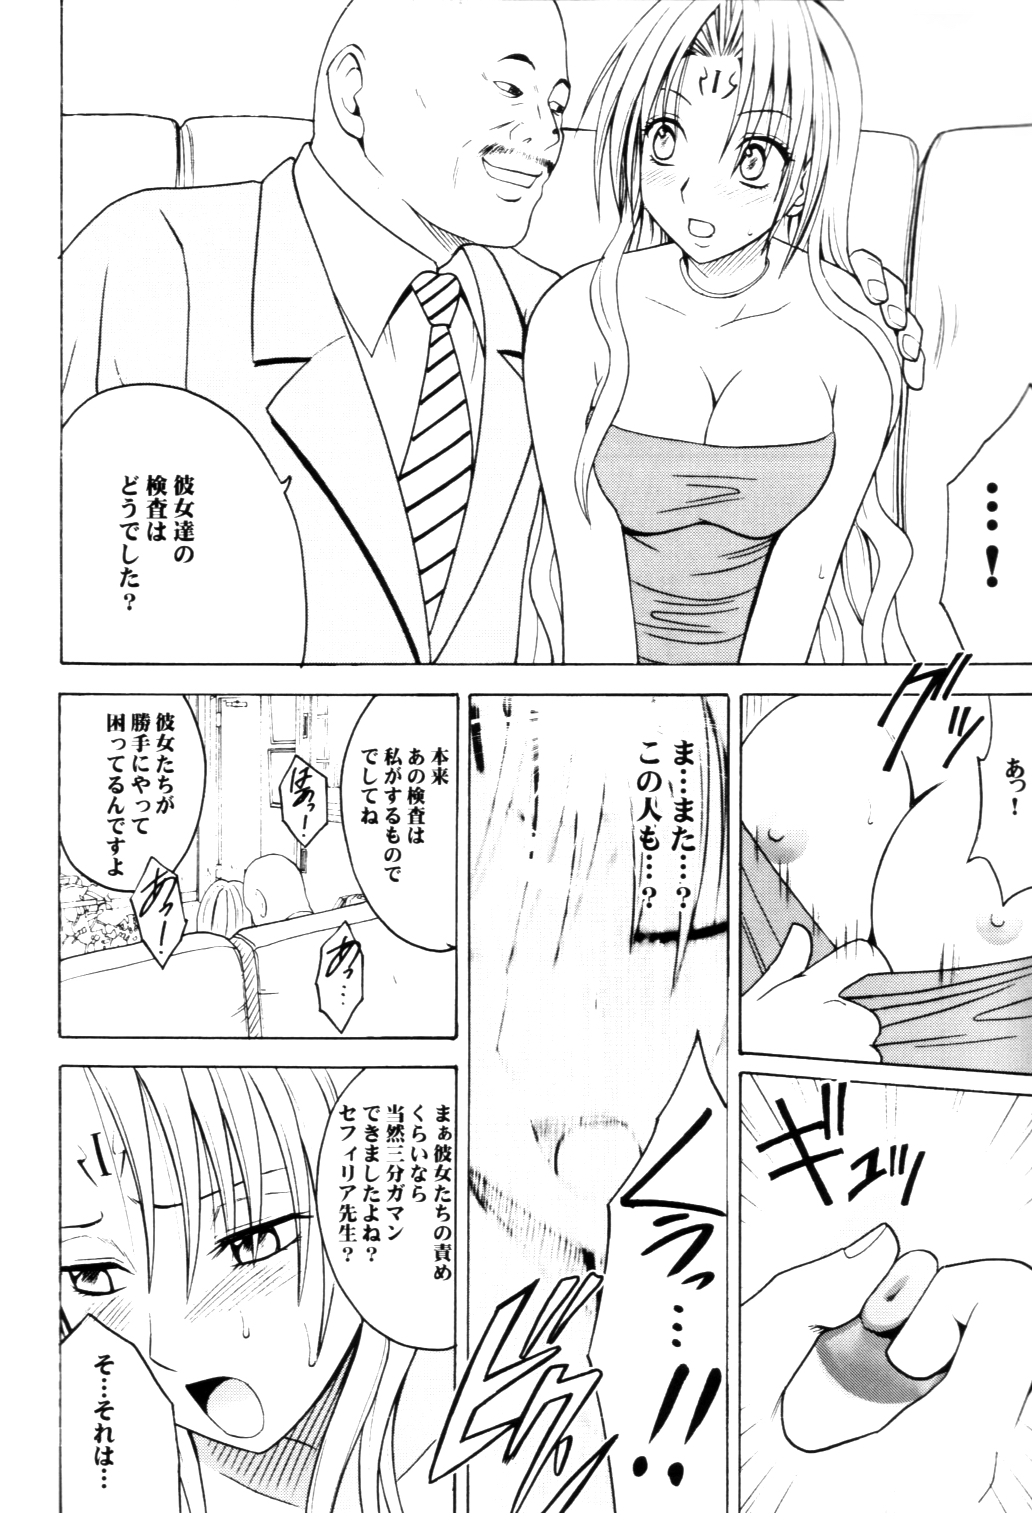 …！
彼女達の
検査は
どうでした？
グッ
あっ！
ギュッ
ま…また…？
この人も…？
くうっ…!!
ビクン
本来
あの検査は
私がするもので
でしてね
彼女たちが
勝手にやって
困ってるんですよ
はぁっ！
あっ！
あっ…
まぁ彼女たちの責め
くらいなら
当然三分ガマン
できましたよね？
セフィリア先生？
そ…それは…
I
I